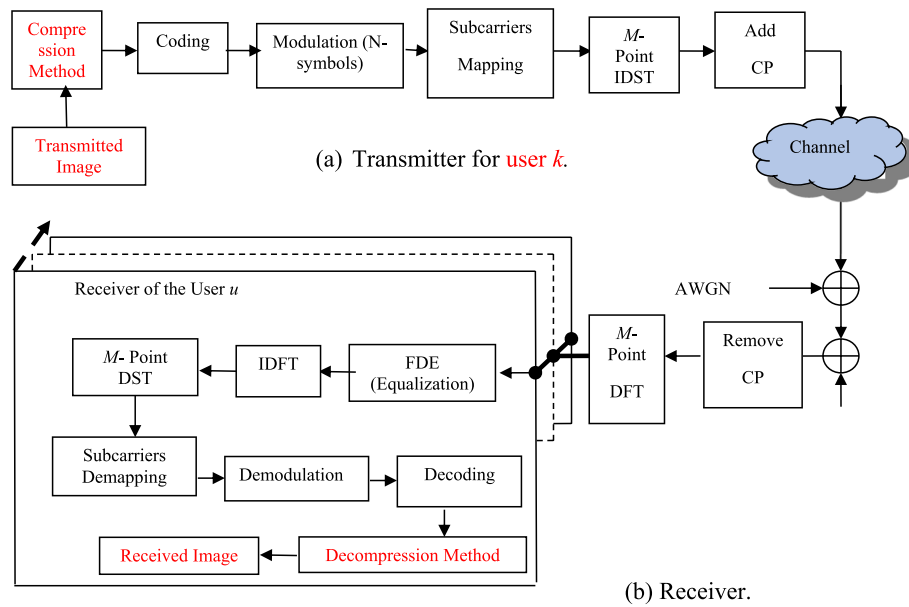 Compres
sion
Method
Coding
Modulation (N-
symbols)
Subcarriers
Mapping
M-
Point
IDST
Add
CP
Transmitted
Image
(a) Transmitter for user k.
Channel
Receiver of the User u
AWGN
M- Point
DST
IDFT
FDE
(Equalization)
M-
Point
DFT
Remove
CP
Subcarriers
Demapping
Demodulation
Decoding
Received Image
Decompression Method
(b) Receiver.